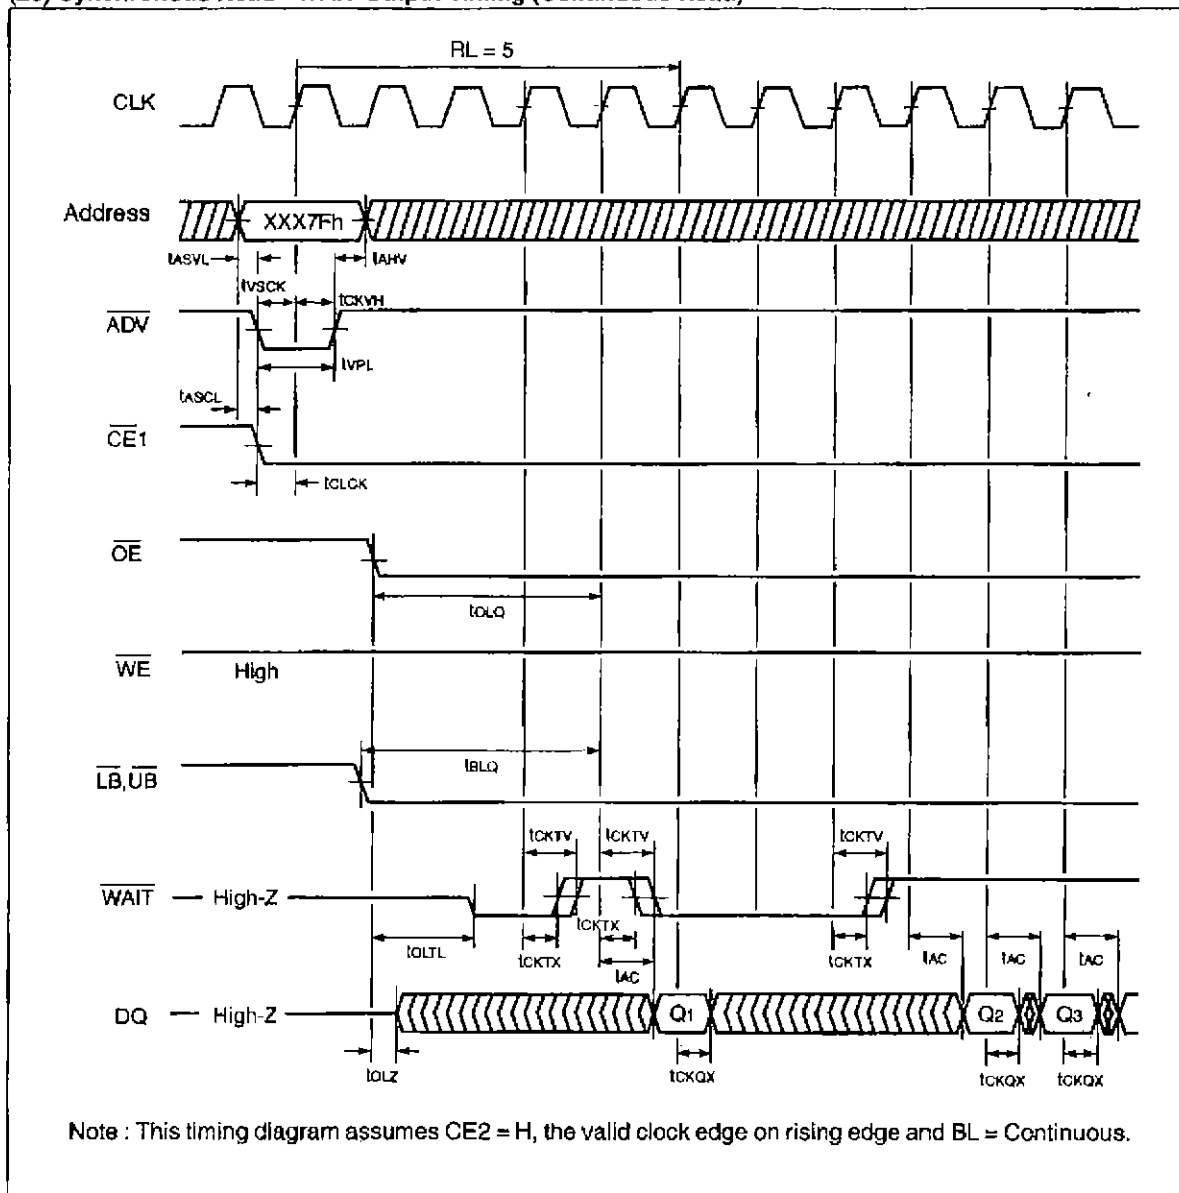 RL = 5
CLK
Address
XXX7Fh
tASVL
tAHV
tVSCK
tCKVH
ADV
tVPL
tASCL
CE1
tCLCK
OE
tOLQ
WE
High
tBLQ
LB,UB
tCKTV
tCKTV
tCKTV
WAIT
High-Z
tCKTX
tOLTL
tCKTX
tAC
tCKTX
tAC
tAC
tAC
DQ
High-Z
Q1
Q2
Q3
tOLZ
tCKQX
tCKQX
tCKQX
Note : This timing diagram assumes CE2 = H, the valid clock edge on rising edge and BL = Continuous.